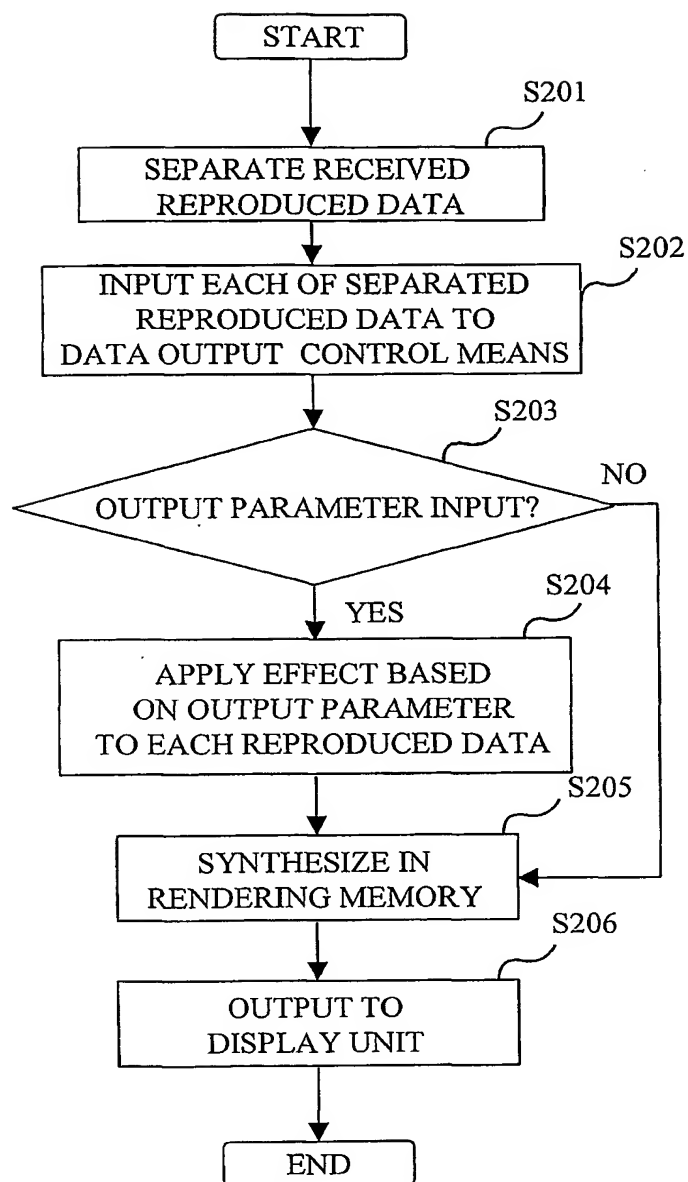 START
S201
SEPARATE RECEIVED
REPRODUCED DATA
S202
INPUT EACH OF SEPARATED
REPRODUCED DATA TO
DATA OUTPUT CONTROL MEANS
S203
OUTPUT PARAMETER INPUT?
NO
YES
S204
APPLY EFFECT BASED
ON OUTPUT PARAMETER
TO EACH REPRODUCED DATA
S205
SYNTHESIZE IN
RENDERING MEMORY
S206
OUTPUT TO
DISPLAY UNIT
END